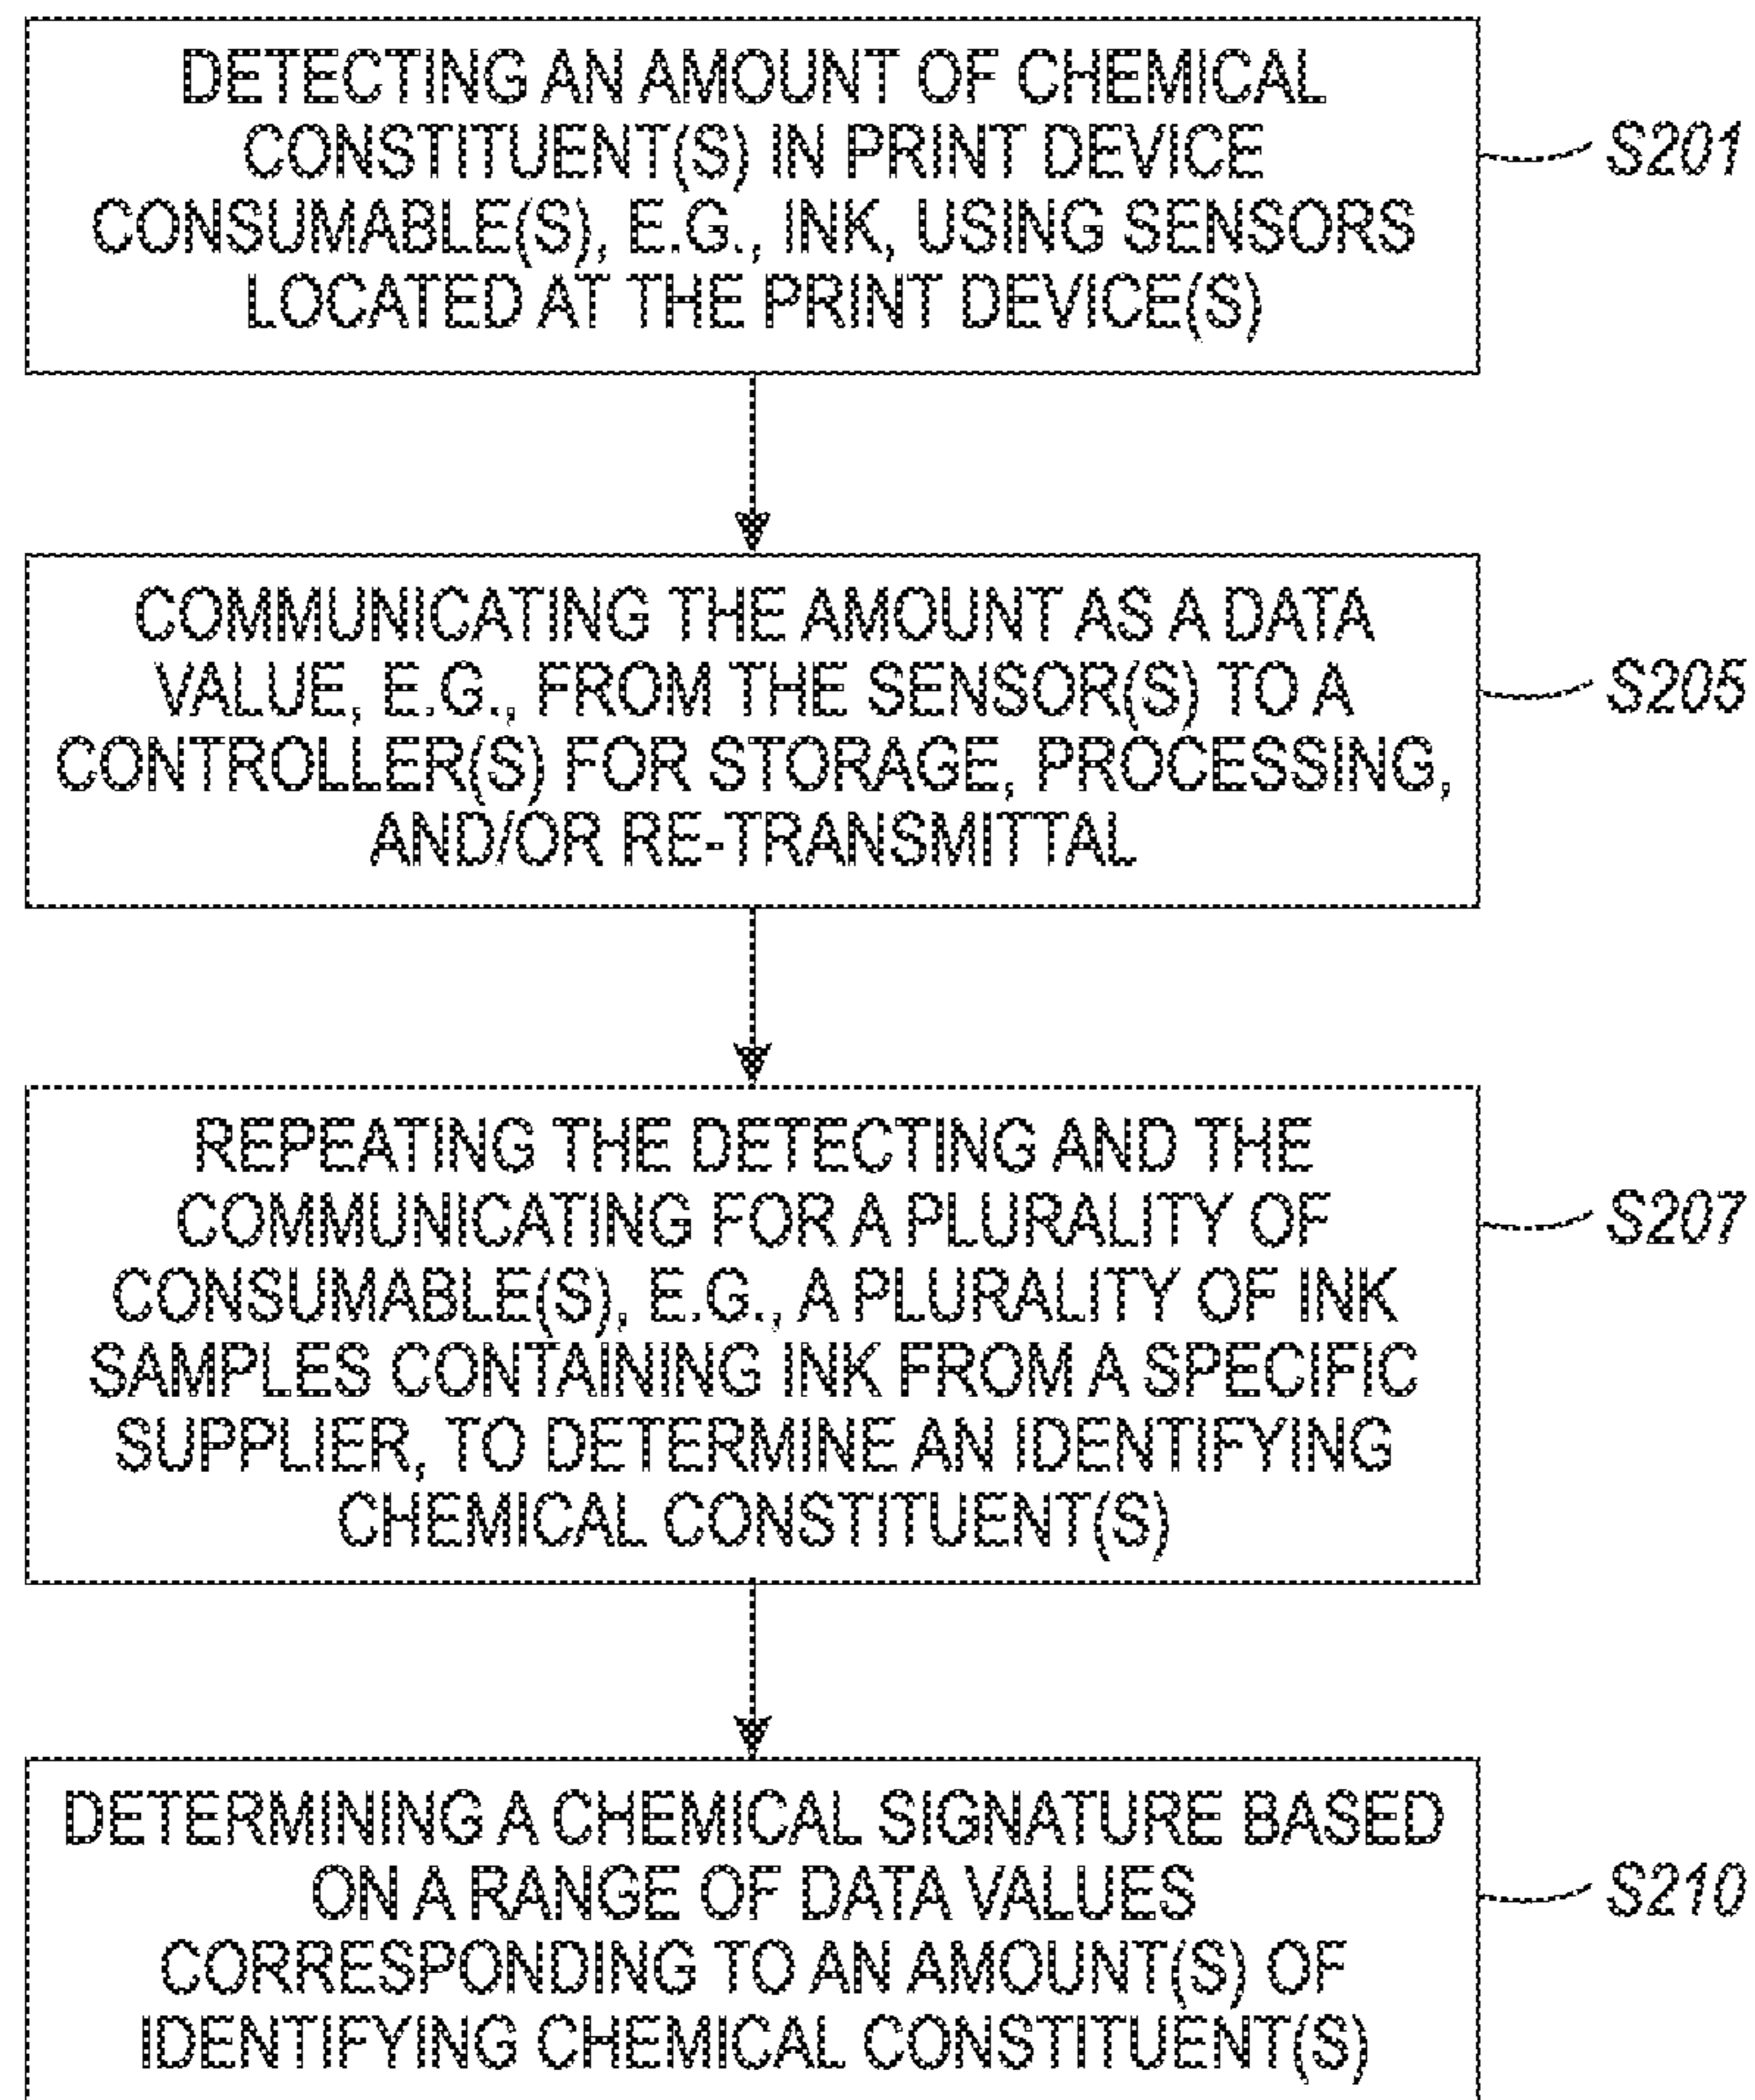 DETECTING AN AMOUNT OF CHEMICAL
CONSTITUENT(S) IN PRINT DEVICE
CONSUMABLE(S), E.G., INK, USING SENSORS
LOCATED AT THE PRINT DEVICE(S)
S201
COMMUNICATING THE AMOUNT AS A DATA
VALUE, E.G., FROM THE SENSOR(S) TO A
CONTROLLER(S) FOR STORAGE, PROCESSING,
AND/OR RE-TRANSMITTAL
S205
REPEATING THE DETECTING AND THE
COMMUNICATING FOR A PLURALITY OF
CONSUMABLE(S), E.G., A PLURALITY OF INK
SAMPLES CONTAINING INK FROM A SPECIFIC
SUPPLIER, TO DETERMINE AN IDENTIFYING
CHEMICAL CONSTITUENT(S)
S207
DETERMINING A CHEMICAL SIGNATURE BASED
ON A RANGE OF DATA VALUES
CORRESPONDING TO AN AMOUNT(S) OF
IDENTIFYING CHEMICAL CONSTITUENT(S)
S210